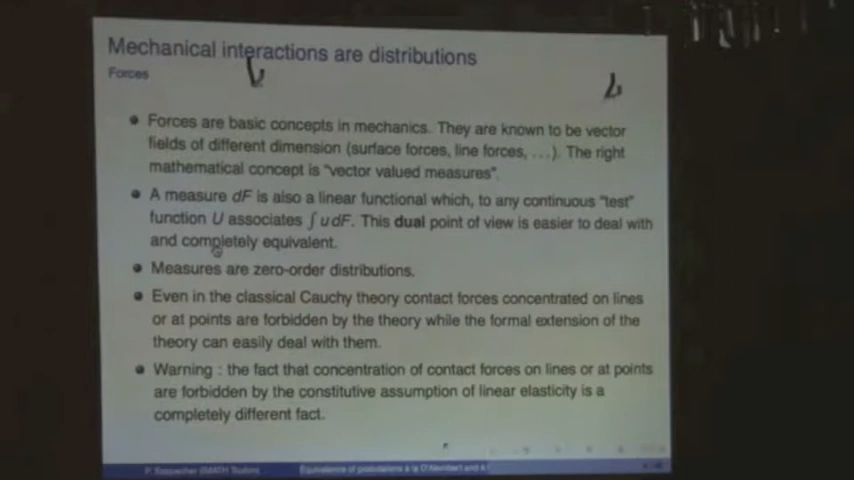 Mechanical interactions are distributions
Forces
Forces are basic concepts in mechanics. They are known to be vector
fields of different dimension (surface forces, line forces, ...). The right
mathematical concept is "vector valued measures".
A measure dF is also a linear functional which, to any continuous "test"
function U associates ∫ u dF. This dual point of view is easier to deal with
and completely equivalent.
Measures are zero-order distributions.
Even in the classical Cauchy theory contact forces concentrated on lines
or at points are forbidden by the theory while the formal extension of the
theory can easily deal with them.
Warning : the fact that concentration of contact forces on lines or at points
are forbidden by the constitutive assumption of linear elasticity is a
completely different fact.
Equivalence of postulations à la D'Alembert and à